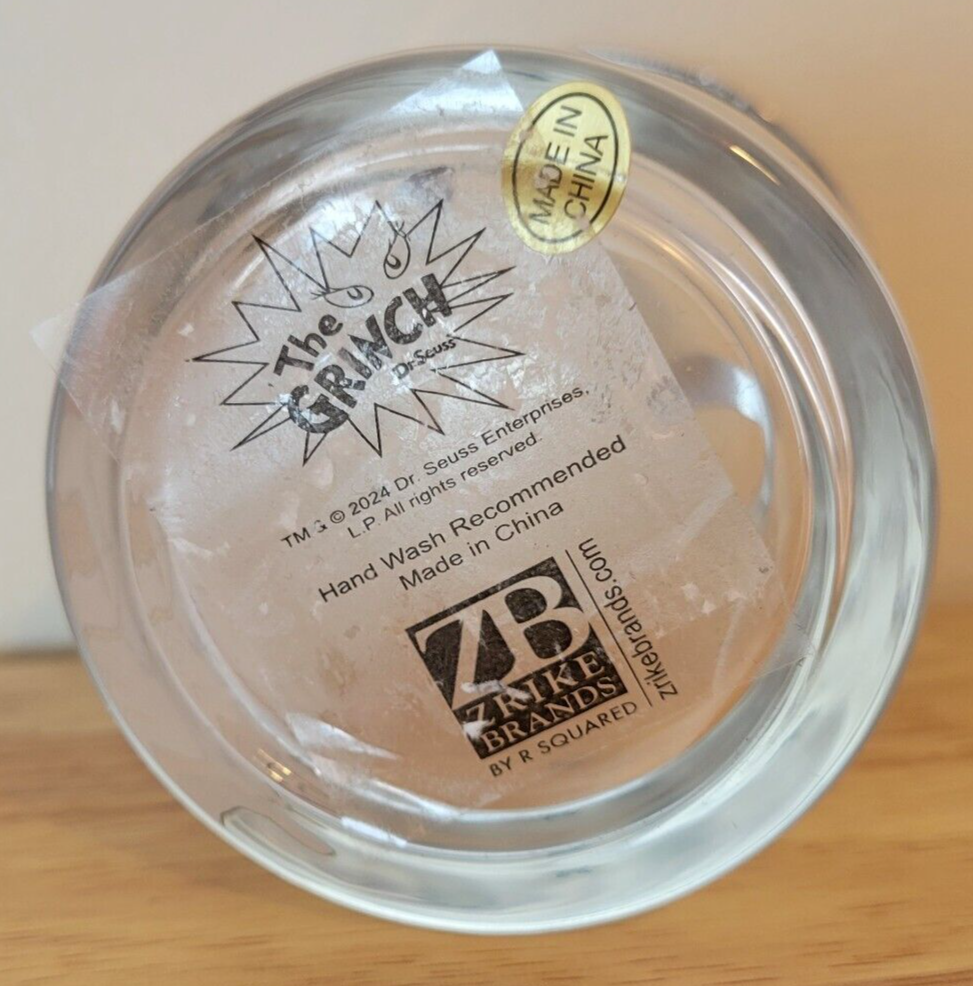 MADE IN
CHINA
The
GRINCH
Dr. Seuss
TM & © 2024 Dr. Seuss Enterprises,
L.P. All rights reserved.
Hand Wash Recommended
Made in China
ZB
ZRIKE
BRANDS
BY R SQUARED
zrikebrands.com